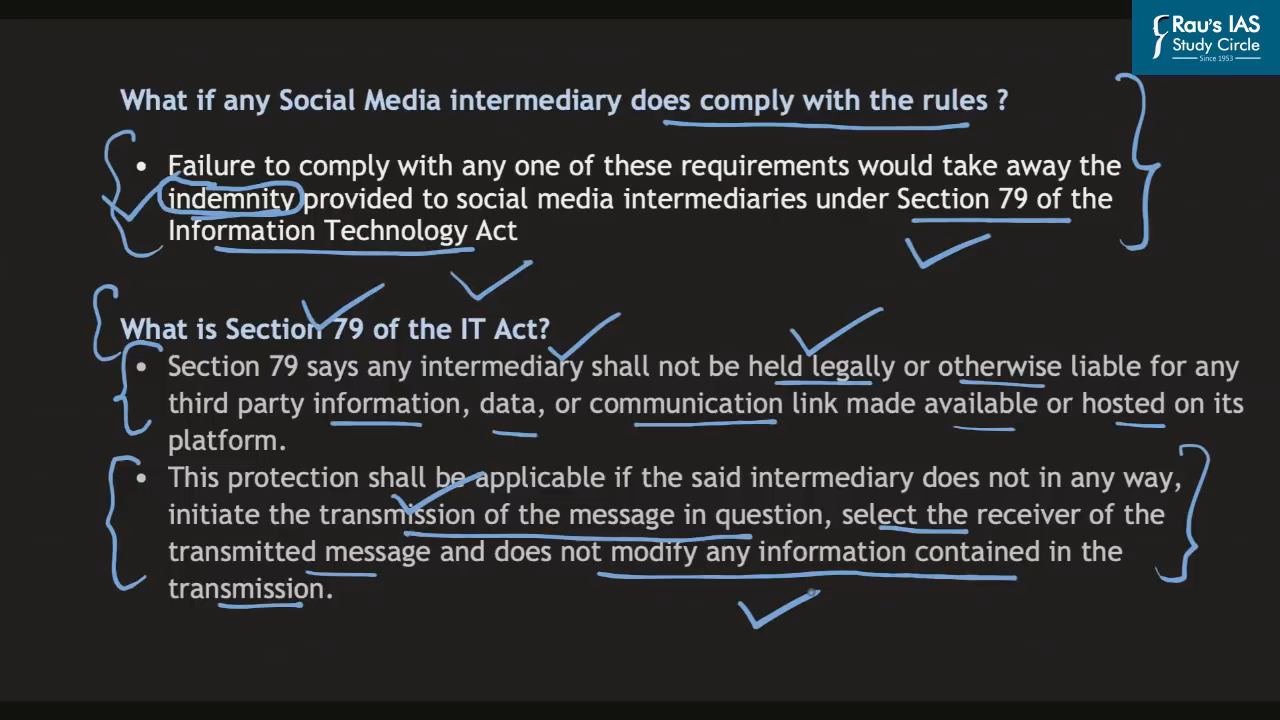 Rau's IAS
Study Circle
Since 1953
What if any Social Media intermediary does comply with the rules ?
• Failure to comply with any one of these requirements would take away the
indemnity provided to social media intermediaries under Section 79 of the
Information Technology Act
What is Section 79 of the IT Act?
• Section 79 says any intermediary shall not be held legally or otherwise liable for any
third party information, data, or communication link made available or hosted on its
platform.
• This protection shall be applicable if the said intermediary does not in any way,
initiate the transmission of the message in question, select the receiver of the
transmitted message and does not modify any information contained in the
transmission.